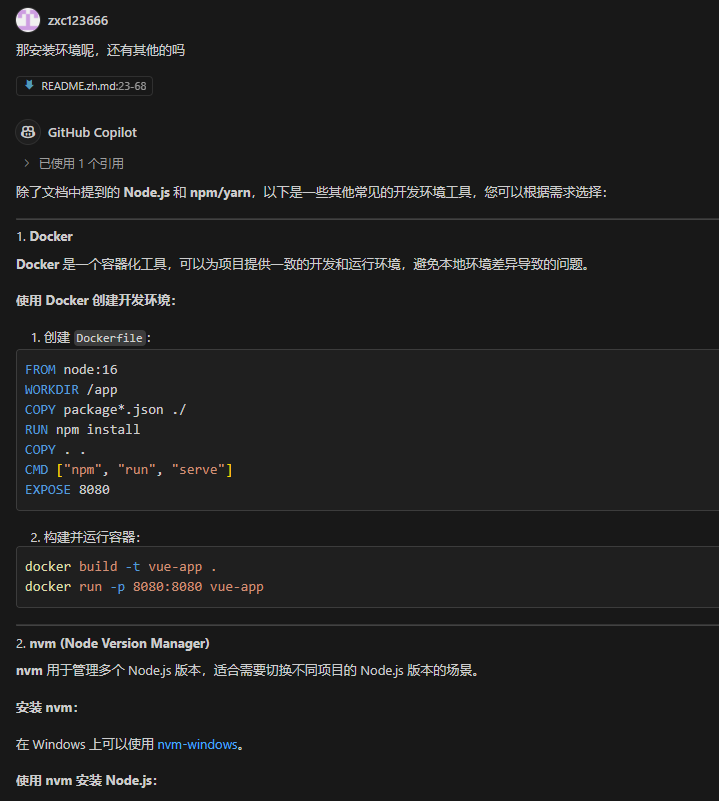 zxc123666
那安装环境呢，还有其他的吗
README.zh.md:23-68
GitHub Copilot
已使用 1 个引用
除了文档中提到的 Node.js 和 npm/yarn，以下是一些其他常见的开发环境工具，您可以根据需求选择：
1. Docker
Docker 是一个容器化工具，可以为项目提供一致的开发和运行环境，避免本地环境差异导致的问题。
使用 Docker 创建开发环境：
1. 创建 Dockerfile：
FROM node:16
WORKDIR /app
COPY package*.json ./
RUN npm install
COPY . .
CMD ["npm", "run", "serve"]
EXPOSE 8080
2. 构建并运行容器：
docker build -t vue-app .
docker run -p 8080:8080 vue-app
2. nvm (Node Version Manager)
nvm 用于管理多个 Node.js 版本，适合需要切换不同项目的 Node.js 版本的场景。
安装 nvm：
在 Windows 上可以使用 nvm-windows。
使用 nvm 安装 Node.js：